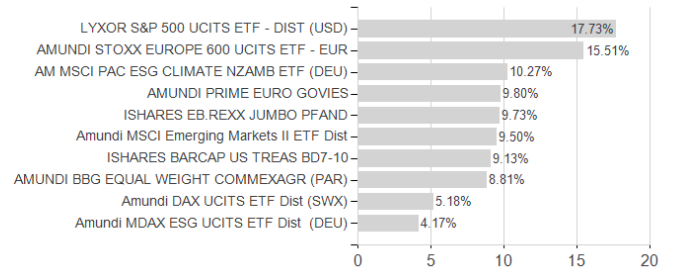 LYXOR S&P 500 UCITS ETF - DIST (USD) 17.73%
AMUNDI STOXX EUROPE 600 UCITS ETF - EUR 15.51%
AM MSCI PAC ESG CLIMATE NZAMB ETF (DEU) 10.27%
AMUNDI PRIME EURO GOVIES 9.80%
ISHARES EB.REXX JUMBO PFAND 9.73%
Amundi MSCI Emerging Markets II ETF Dist 9.50%
ISHARES BARCAP US TREAS BD7-10 9.13%
AMUNDI BBG EQUAL WEIGHT COMMEXAGR (PAR) 8.81%
Amundi DAX UCITS ETF Dist (SWX) 5.18%
Amundi MDAX ESG UCITS ETF Dist (DEU) 4.17%
0 5 10 15 20